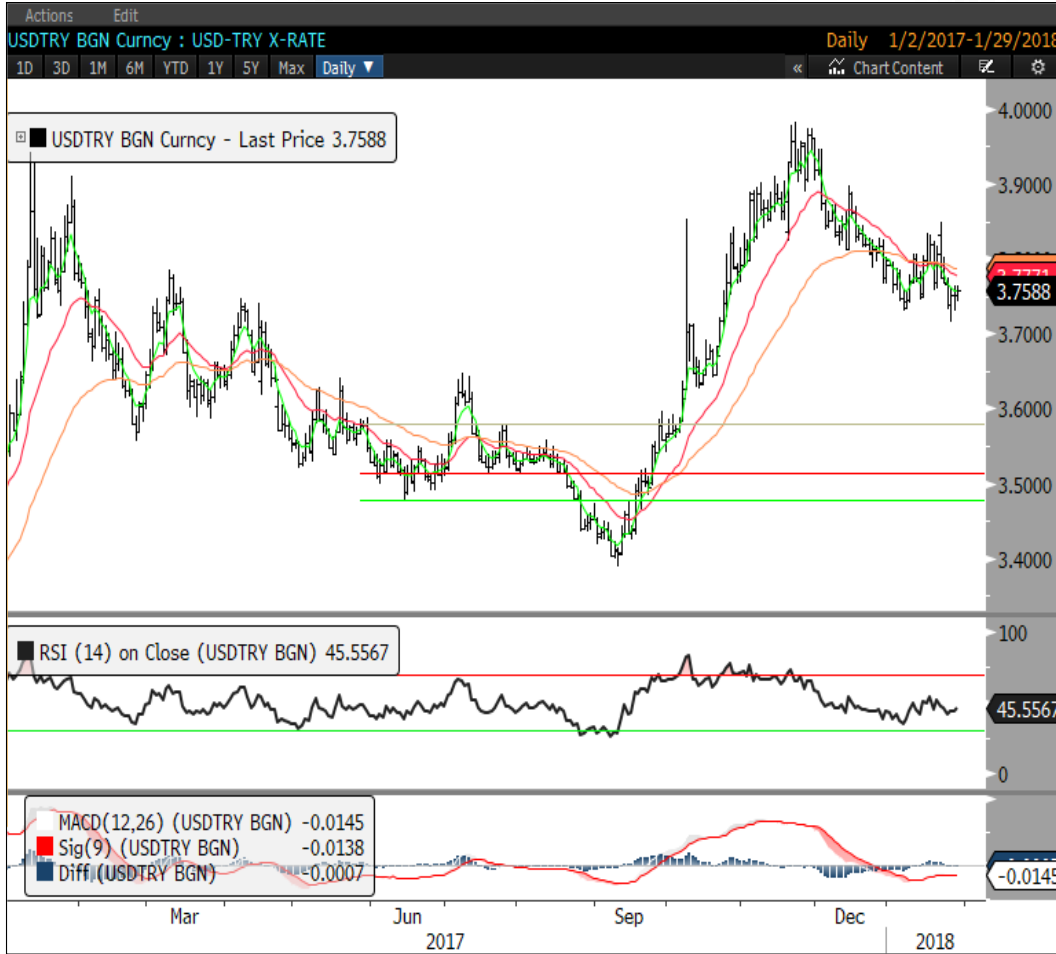 Actions Edit
USDTRY BGN Curncy : USD-TRY X-RATE Daily 1/2/2017-1/29/2018
1D 3D 1M 6M YTD 1Y 5Y Max Daily ▼ « Chart Content
USDTRY BGN Curncy - Last Price 3.7588
4.0000
3.9000
3.7771
3.7588
3.7000
3.6000
3.5000
3.4000
RSI (14) on Close (USDTRY BGN) 45.5567
100
45.5567
0
MACD(12,26) (USDTRY BGN) -0.0145
Sig(9) (USDTRY BGN) -0.0138
Diff (USDTRY BGN) -0.0007
-0.0145
Mar Jun Sep Dec
2017 2018